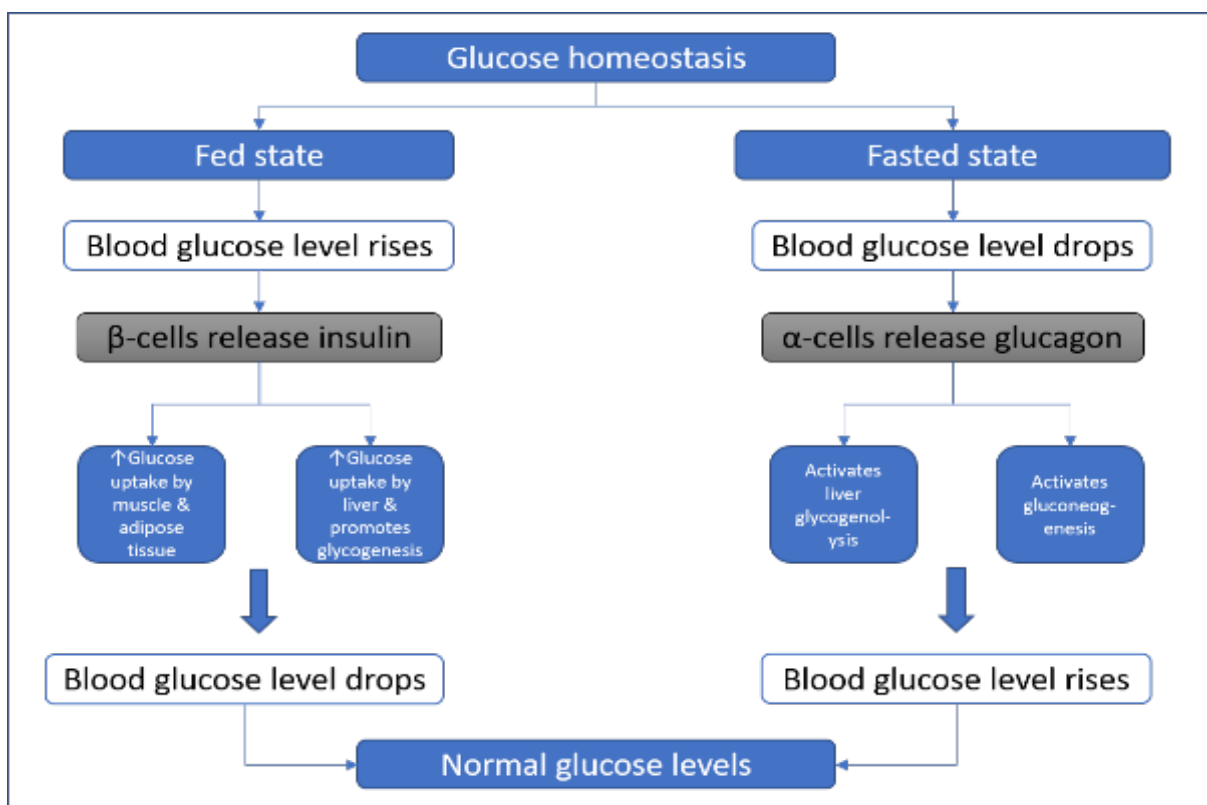 Glucose homeostasis
Fed state
Fasted state
Blood glucose level rises
Blood glucose level drops
β-cells release insulin
α-cells release glucagon
↑Glucose
uptake by
muscle &
adipose
tissue
↑Glucose
uptake by
liver &
promotes
glycogenesis
Activates
liver
glycogenol-
ysis
Activates
gluconeog-
enesis
Blood glucose level drops
Blood glucose level rises
Normal glucose levels